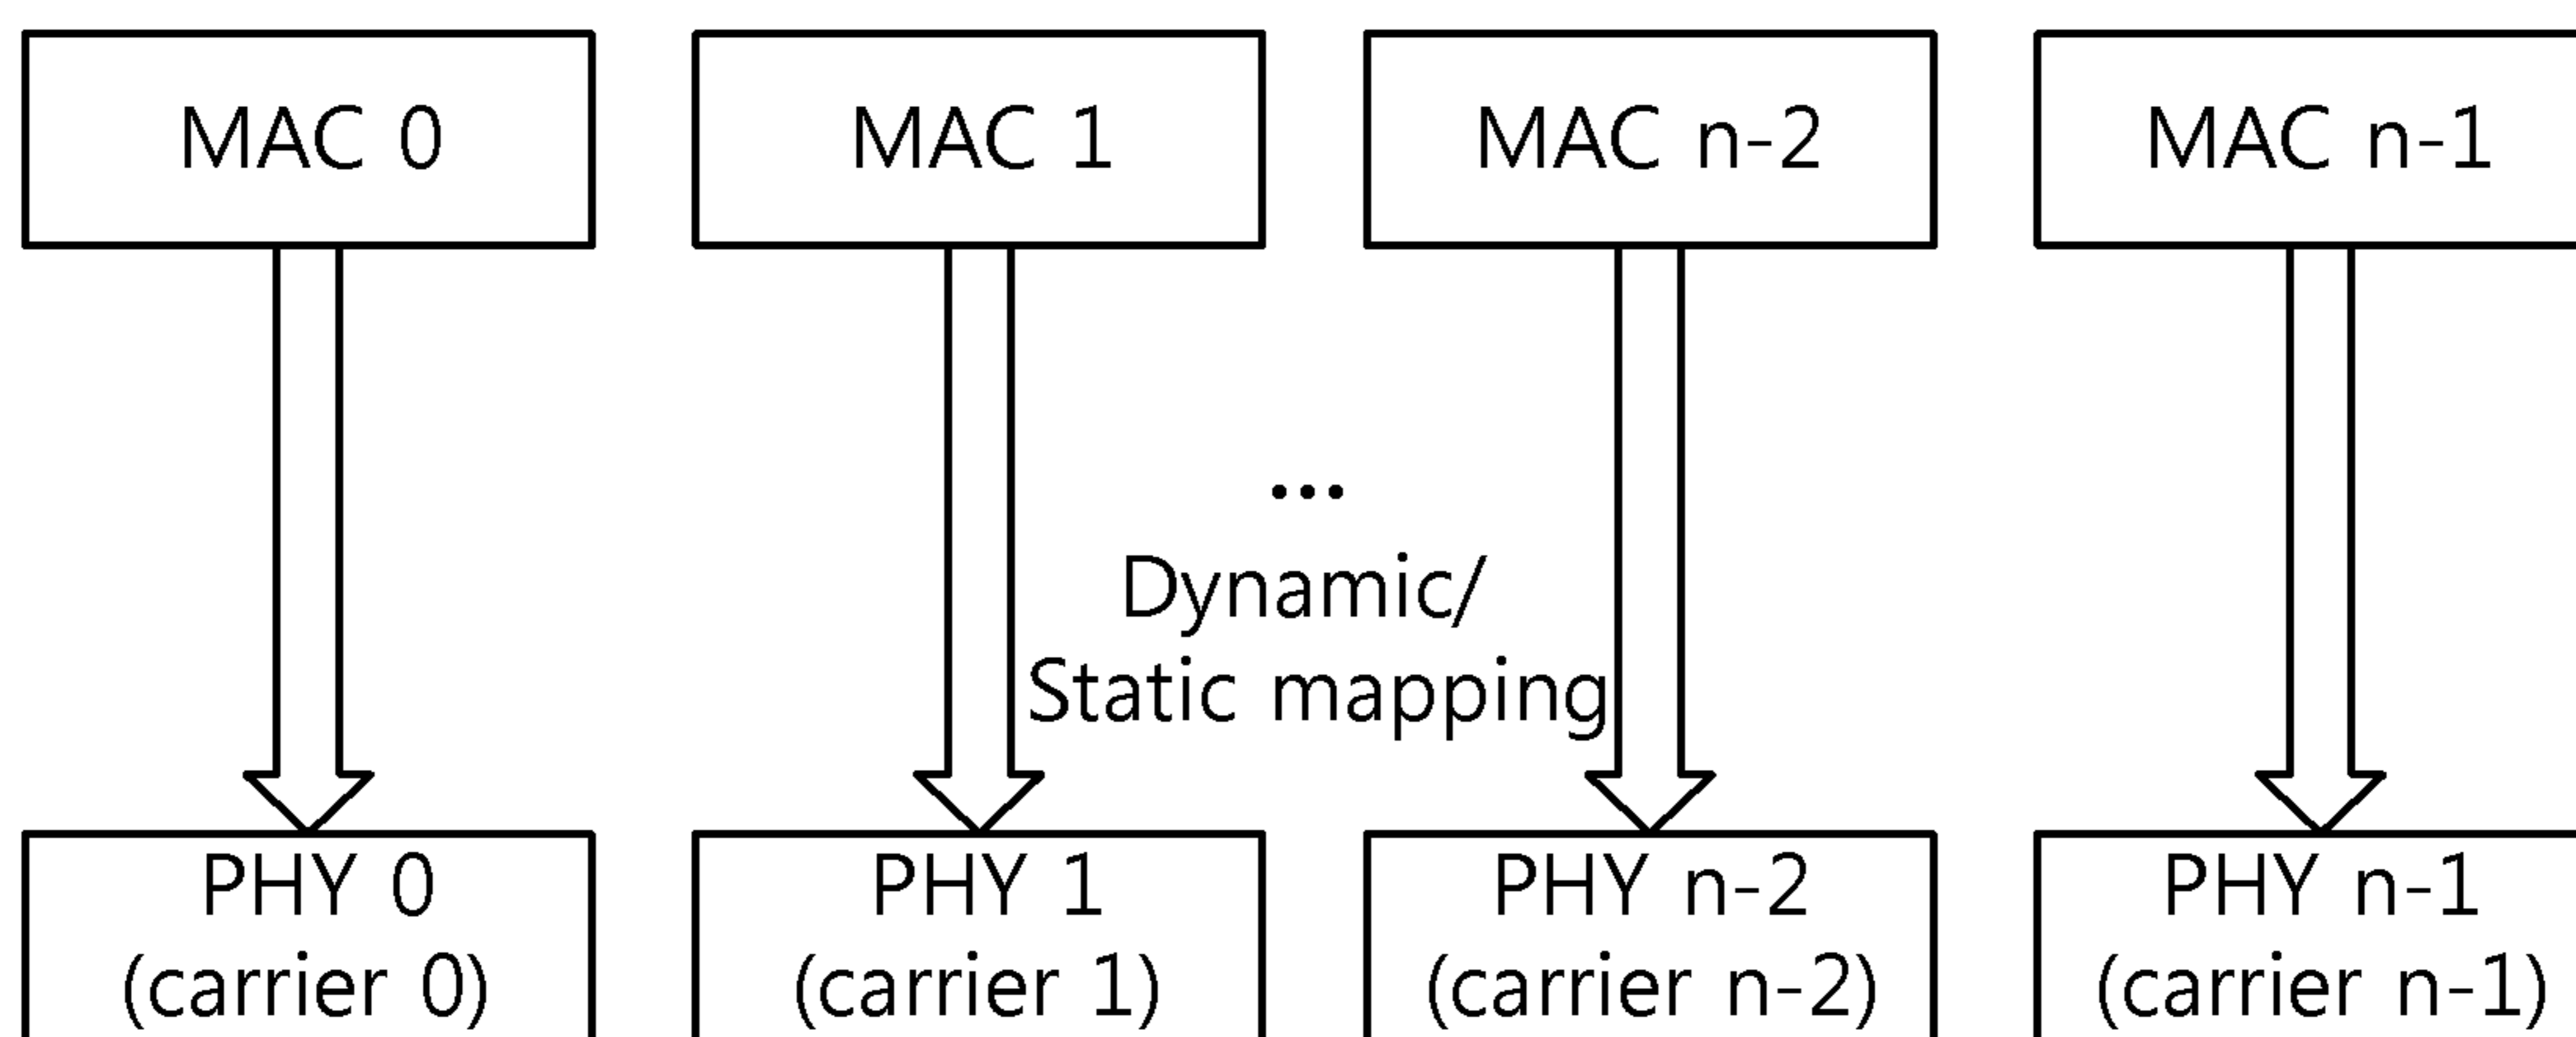 MAC 0
MAC 1
MAC n-2
MAC n-1
...
Dynamic/
Static mapping
PHY 0
(carrier 0)
PHY 1
(carrier 1)
PHY n-2
(carrier n-2)
PHY n-1
(carrier n-1)